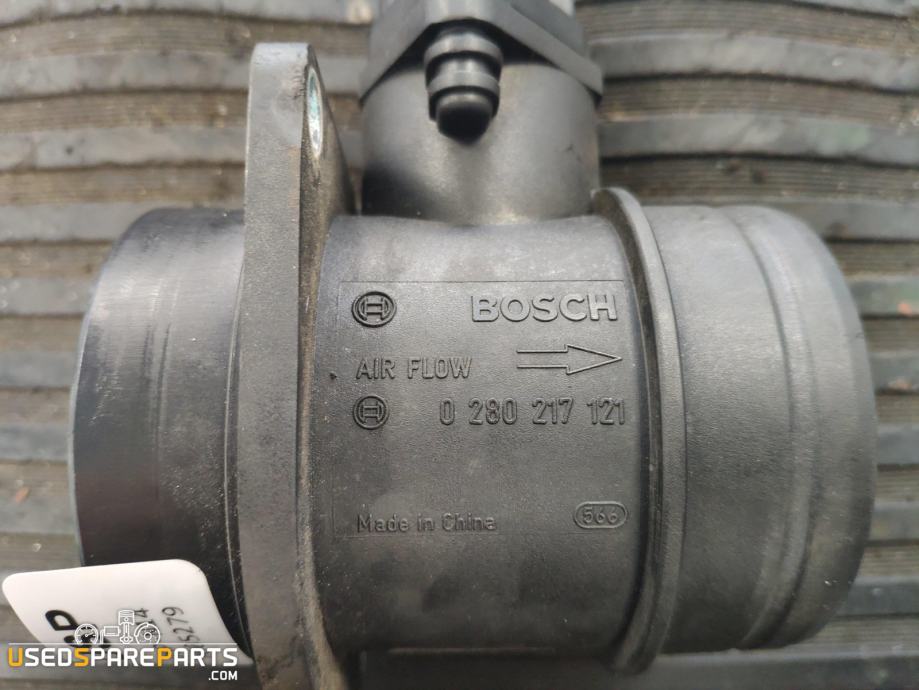 BOSCH
AIR FLOW
0 280 217 121
Made in China
566
USEDSPAREPARTS
.COM